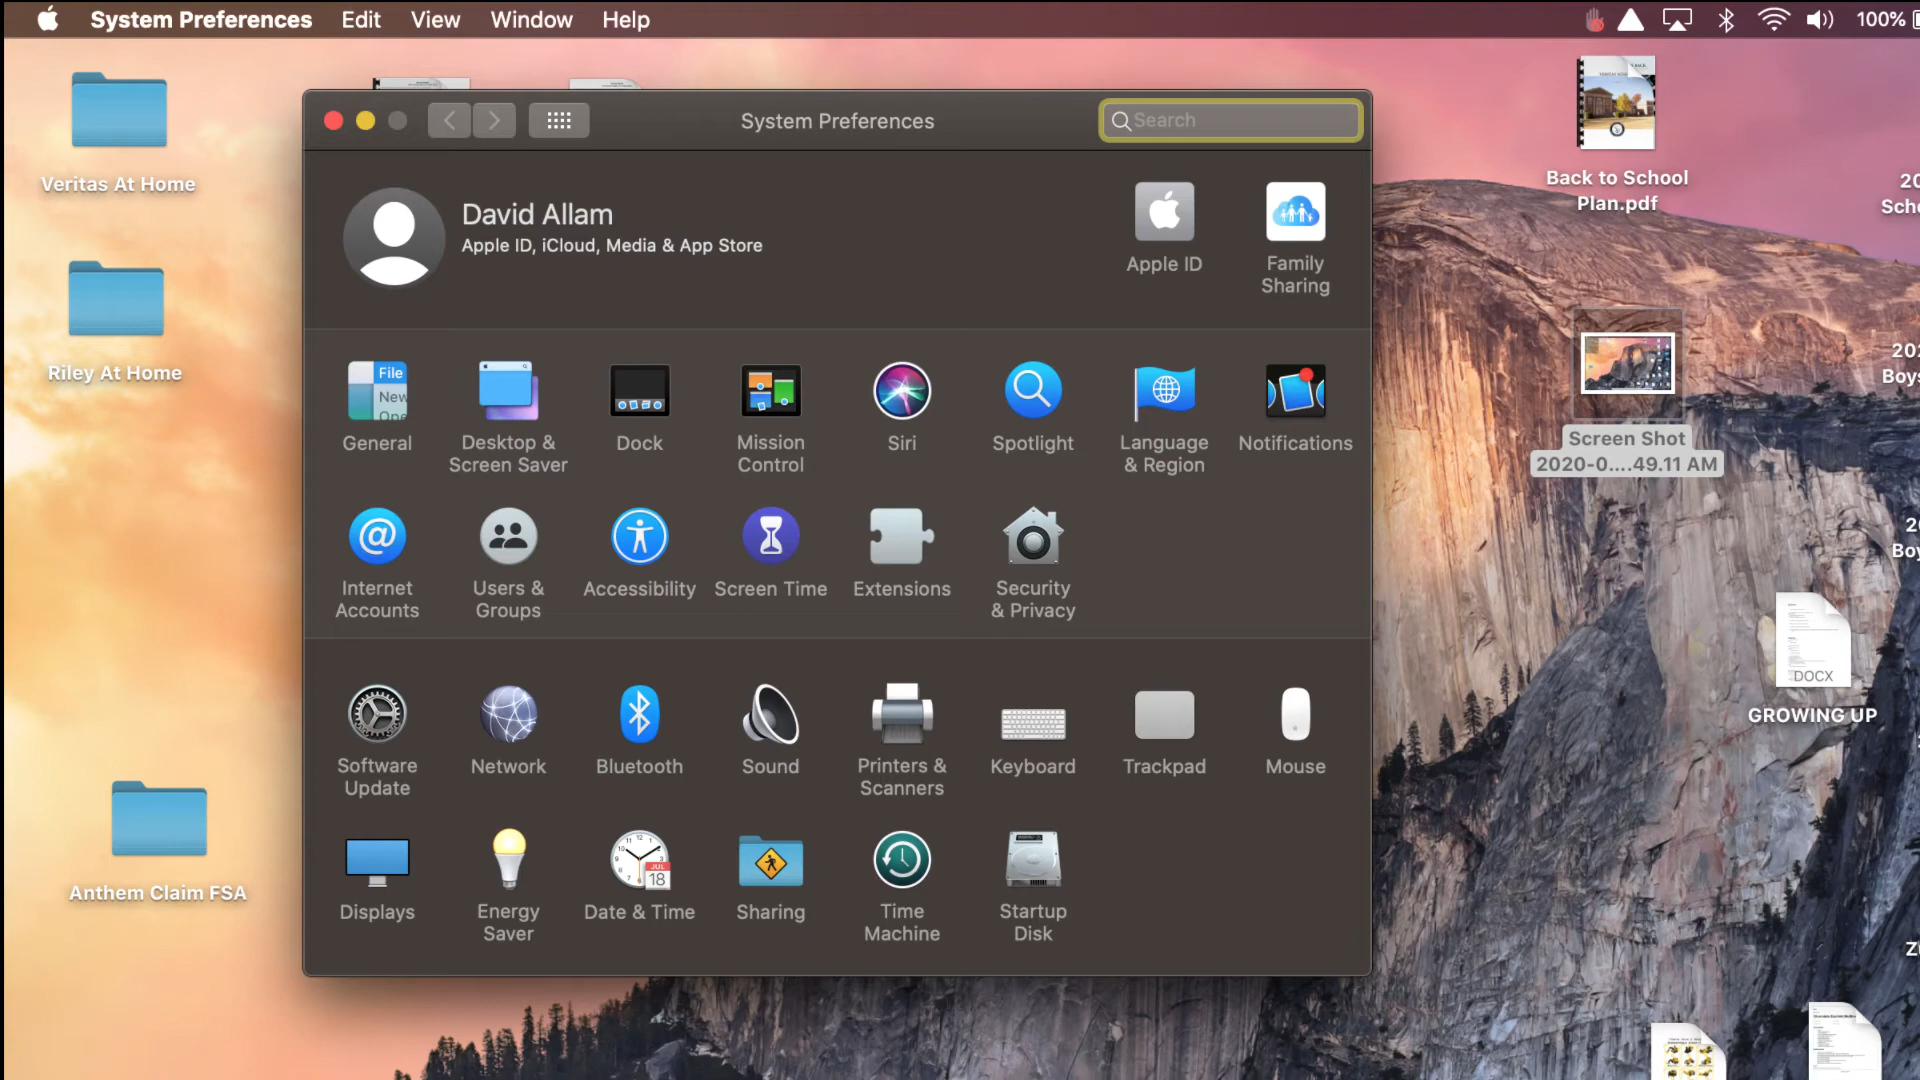 System Preferences Edit View Window Help 100%
System Preferences
Search
David Allam
Apple ID, iCloud, Media & App Store
Apple ID
Family
Sharing
File
New
General
Desktop &
Screen Saver
Dock
Mission
Control
Siri
Spotlight
Language
& Region
Notifications
Internet
Accounts
Users &
Groups
Accessibility
Screen Time
Extensions
Security
& Privacy
Software
Update
Network
Bluetooth
Sound
Printers &
Scanners
Keyboard
Trackpad
Mouse
Displays
Energy
Saver
JUL
18
Date & Time
Sharing
Time
Machine
Startup
Disk
Veritas At Home
Riley At Home
Anthem Claim FSA
Back to School
Plan.pdf
Screen Shot
2020-0....49.11 AM
DOCX
GROWING UP